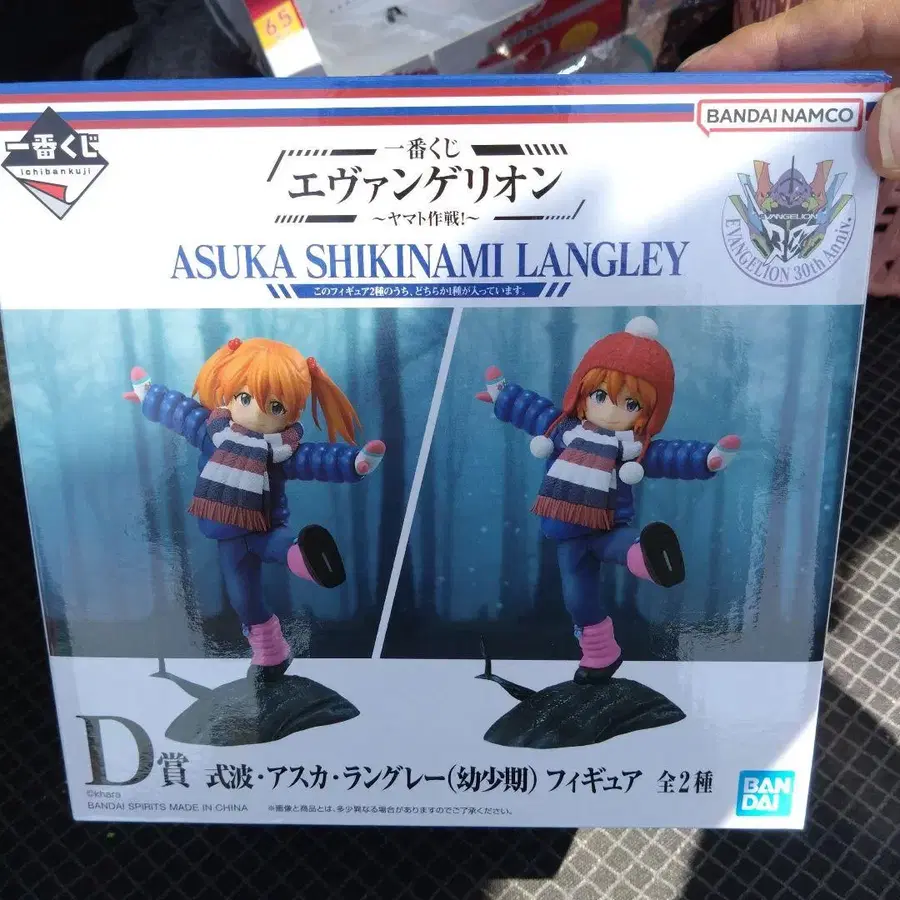 65
一番くじ
ichibankuji
BANDAI NAMCO
一番くじ
エヴァンゲリオン
～ヤマト作戦!～
EVANGELION
EVANGELION 30th Anniv.
ASUKA SHIKINAMI LANGLEY
このフィギュア2種のうち、どちらか1種が入っています。
D賞 式波・アスカ・ラングレー(幼少期) フィギュア 全2種
©khara
BANDAI SPIRITS MADE IN CHINA
※画像と商品とは、多少異なる場合がありますのでご了承ください。
BAN
DAI